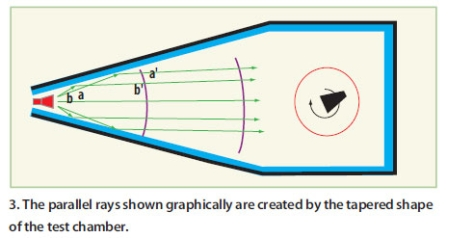 a'
b'
b a
3. The parallel rays shown graphically are created by the tapered shape
of the test chamber.